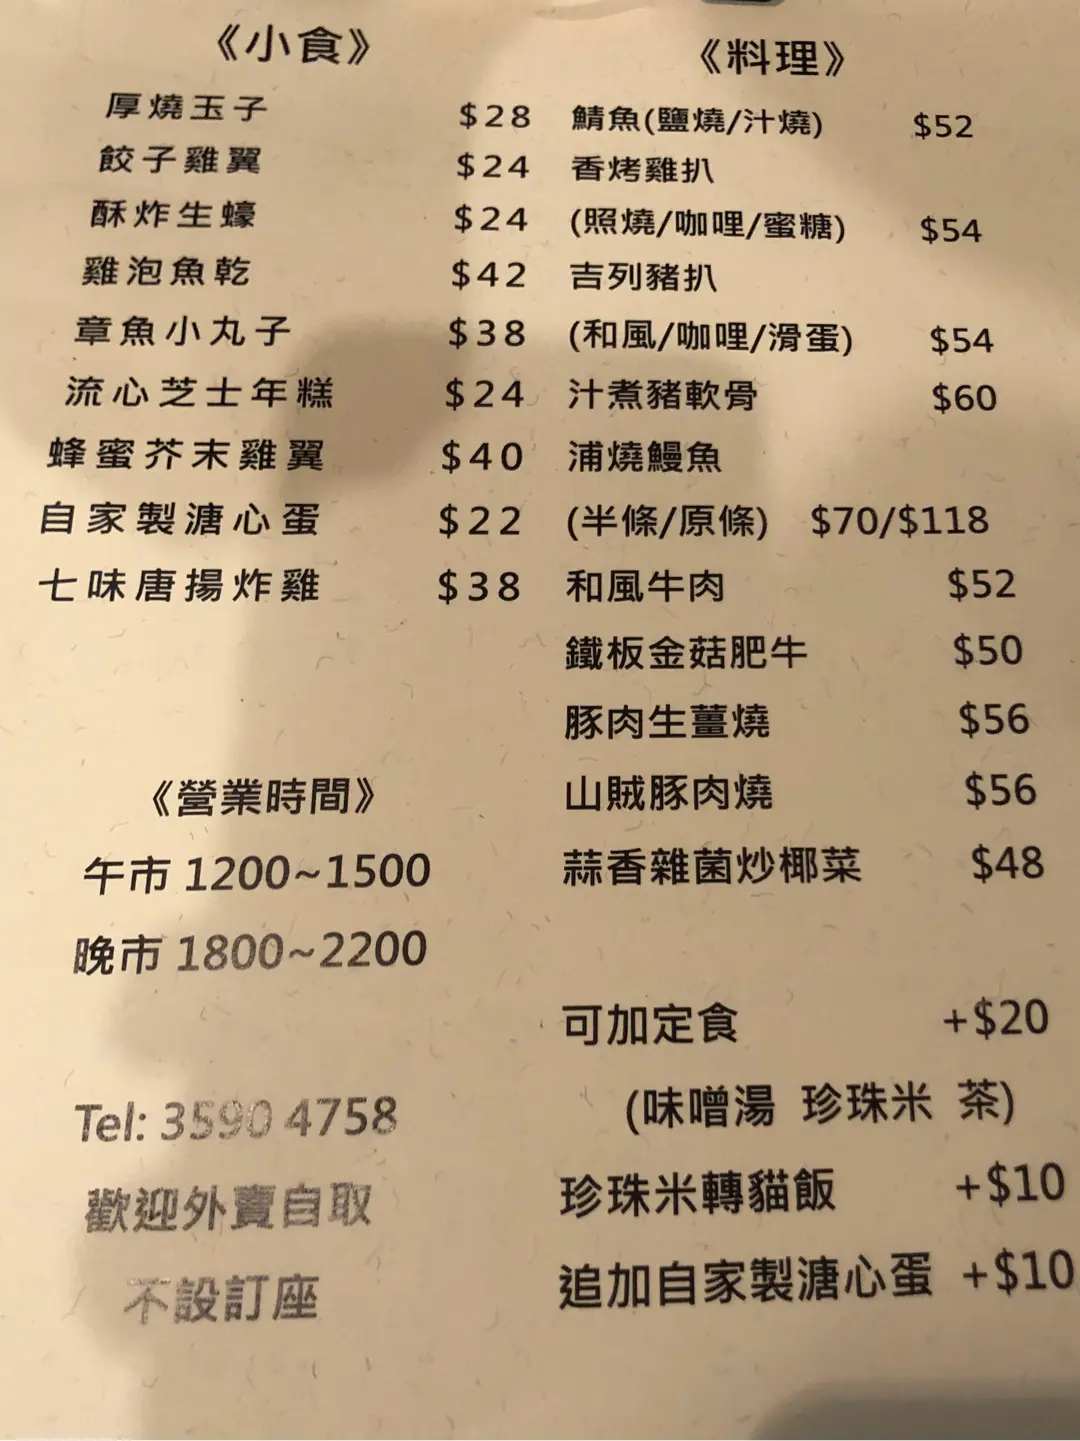 《小食》
厚燒玉子 $28
餃子雞翼 $24
酥炸生蠔 $24
雞泡魚乾 $42
章魚小丸子 $38
流心芝士年糕 $24
蜂蜜芥末雞翼 $40
自家製溏心蛋 $22
七味唐揚炸雞 $38
《營業時間》
午市 1200~1500
晚市 1800~2200
Tel: 3590 4758
歡迎外賣自取
不設訂座
《料理》
鯖魚(鹽燒/汁燒) $52
香烤雞扒
(照燒/咖哩/蜜糖) $54
吉列豬扒
(和風/咖哩/滑蛋) $54
汁煮豬軟骨 $60
浦燒鰻魚
(半條/原條) $70/$118
和風牛肉 $52
鐵板金菇肥牛 $50
豚肉生薑燒 $56
山賊豚肉燒 $56
蒜香雜菌炒椰菜 $48
可加定食 +$20
(味噌湯 珍珠米 茶)
珍珠米轉貓飯 +$10
追加自家製溏心蛋 +$10